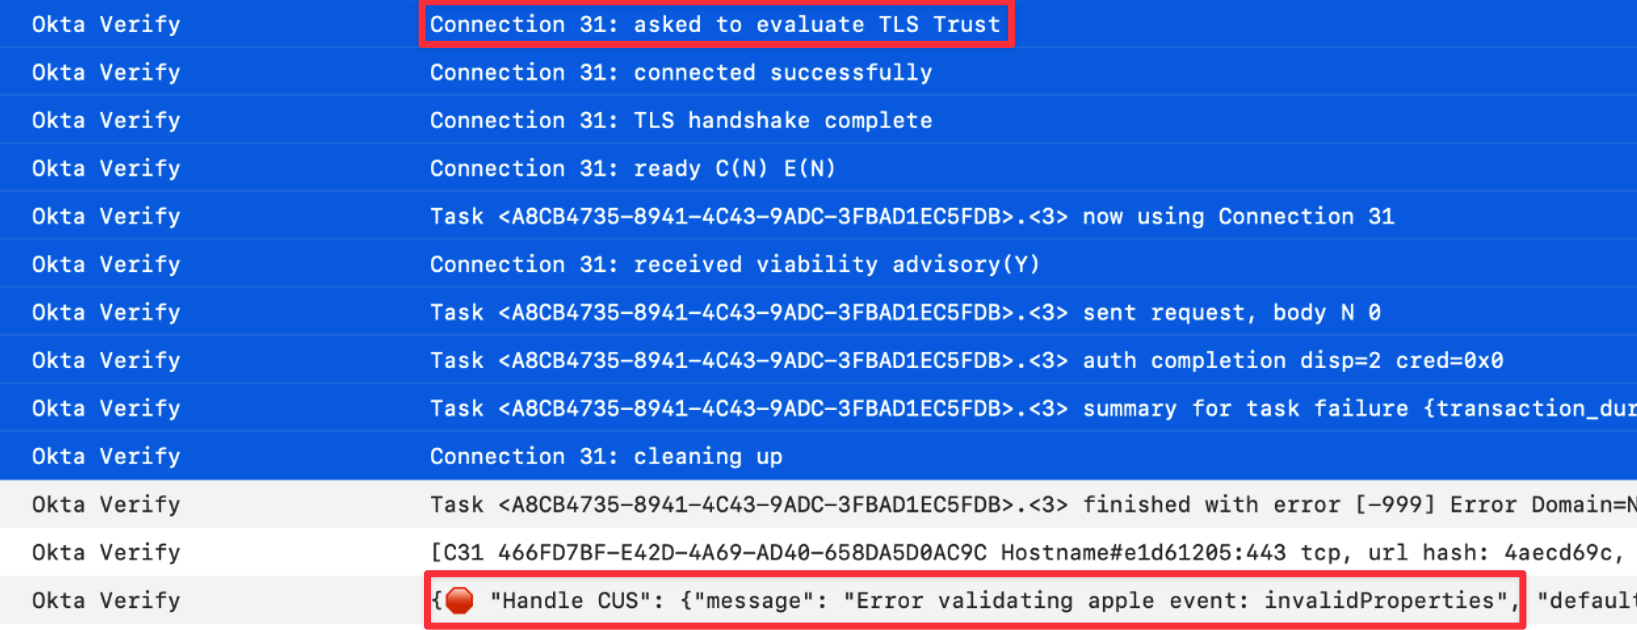 Okta Verify Connection 31: asked to evaluate TLS Trust
Okta Verify Connection 31: connected successfully
Okta Verify Connection 31: TLS handshake complete
Okta Verify Connection 31: ready C(N) E(N)
Okta Verify Task <A8CB4735-8941-4C43-9ADC-3FBAD1EC5FDB>.<3> now using Connection 31
Okta Verify Connection 31: received viability advisory(Y)
Okta Verify Task <A8CB4735-8941-4C43-9ADC-3FBAD1EC5FDB>.<3> sent request, body N 0
Okta Verify Task <A8CB4735-8941-4C43-9ADC-3FBAD1EC5FDB>.<3> auth completion disp=2 cred=0x0
Okta Verify Task <A8CB4735-8941-4C43-9ADC-3FBAD1EC5FDB>.<3> summary for task failure {transaction_dur
Okta Verify Connection 31: cleaning up
Okta Verify Task <A8CB4735-8941-4C43-9ADC-3FBAD1EC5FDB>.<3> finished with error [-999] Error Domain=N
Okta Verify [C31 466FD7BF-E42D-4A69-AD40-658DA5D0AC9C Hostname#e1d61205:443 tcp, url hash: 4aecd69c,
Okta Verify {🛑 "Handle CUS": {"message": "Error validating apple event: invalidProperties", "default